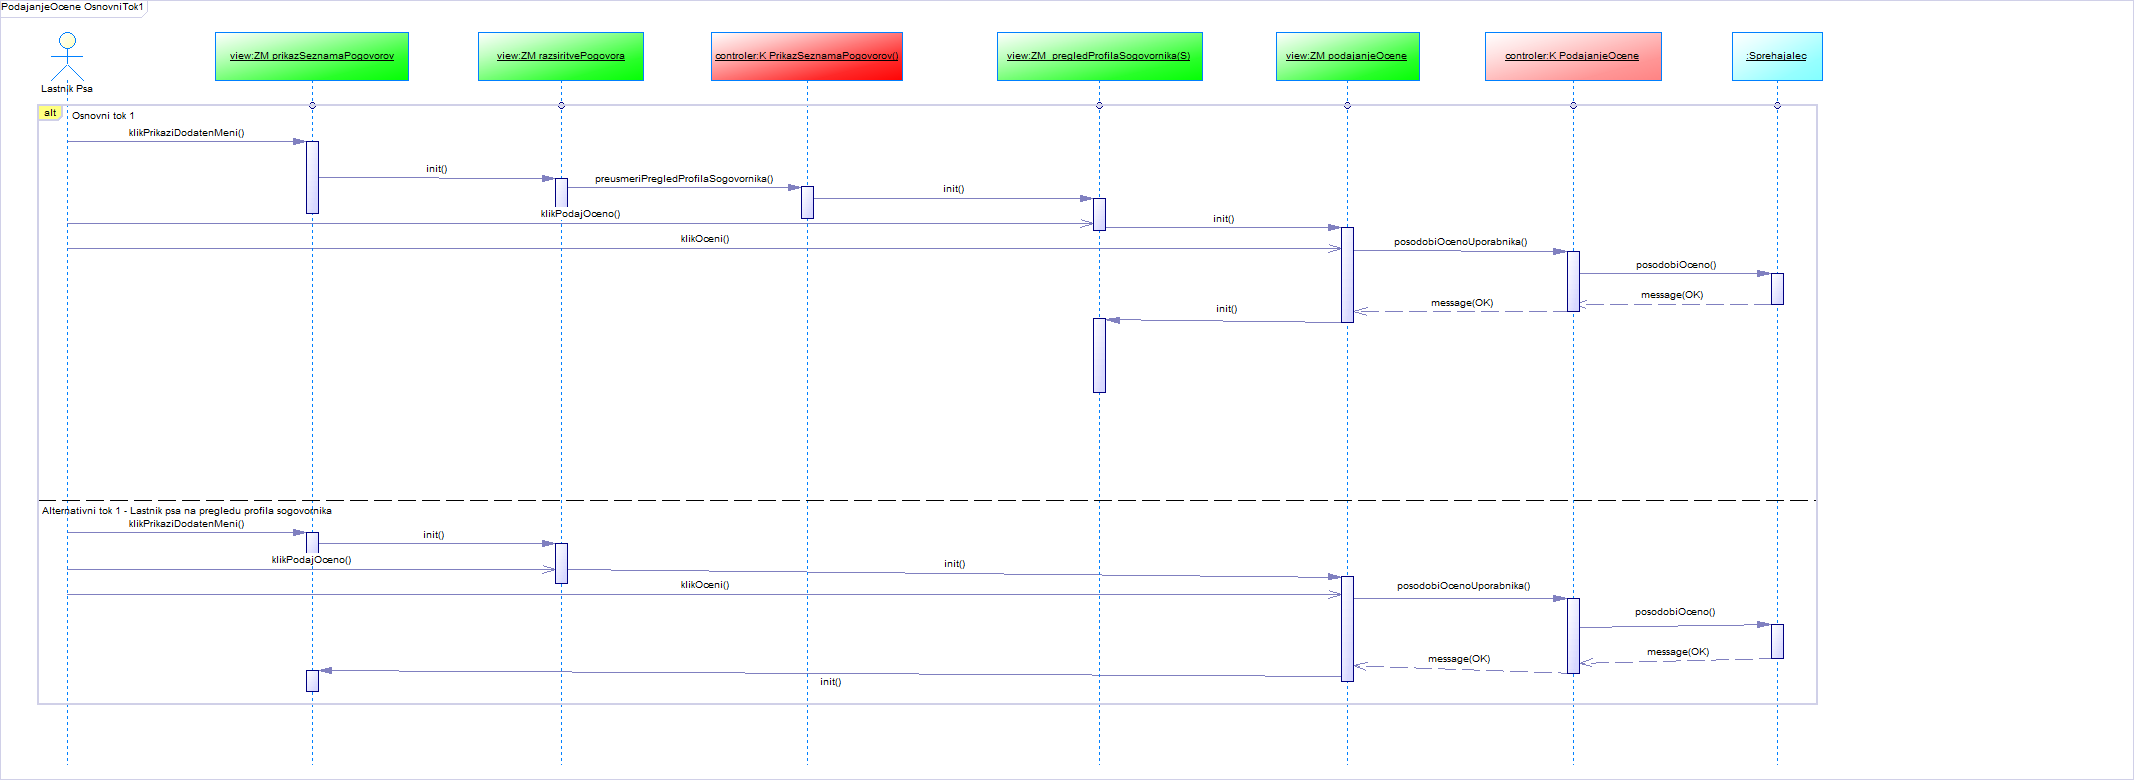 PodajanjeOcene OsnovniTok1
Lastnik Psa
view:ZM prikazSeznamaPogovorov
view:ZM razsiritvePogovora
controler:K PrikazSeznamaPogovorov()
view:ZM_pregledProfilaSogovornika(S)
view:ZM podajanjeOcene
controler:K PodajanjeOcene
:Sprehajalec
alt
Osnovni tok 1
klikPrikaziDodatenMeni()
init()
preusmeriPregledProfilaSogovornika()
init()
klikPodajOceno()
init()
klikOceni()
posodobiOcenoUporabnika()
posodobiOceno()
message(OK)
message(OK)
init()
Alternativni tok 1 - Lastnik psa na pregledu profila sogovornika
klikPrikaziDodatenMeni()
init()
klikPodajOceno()
init()
klikOceni()
posodobiOcenoUporabnika()
posodobiOceno()
message(OK)
message(OK)
init()